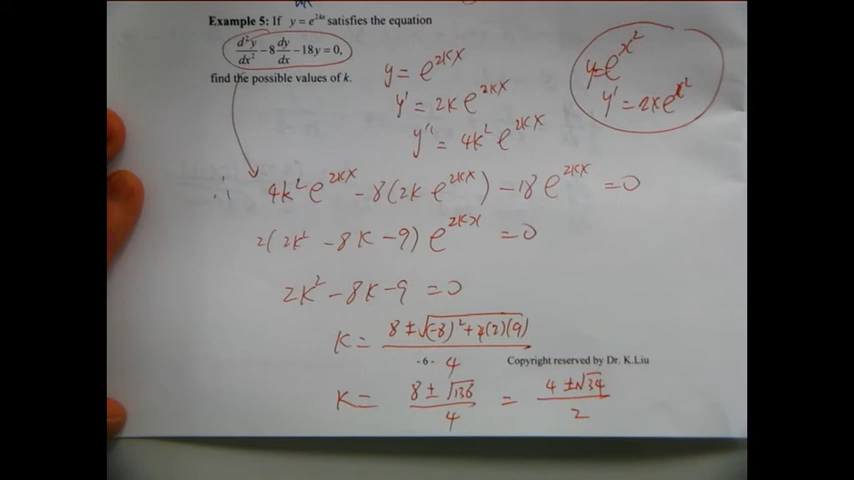 Example 5: If y = e^{2kx} satisfies the equation
d²y/dx² − 8 dy/dx − 18y = 0,
find the possible values of k.
y = e^{2kx}
y' = 2k e^{2kx}
y'' = 4k² e^{2kx}
y = e^{x²}
y' = 2x e^{x²}
∴ 4k² e^{2kx} − 8(2k e^{2kx}) − 18 e^{2kx} = 0
2(2k² − 8k − 9) e^{2kx} = 0
2k² − 8k − 9 = 0
k = (8 ± √((−8)² + 4(2)(9))) / 4
- 6 -
Copyright reserved by Dr. K.Liu
k = (8 ± √136) / 4 = (4 ± √34) / 2